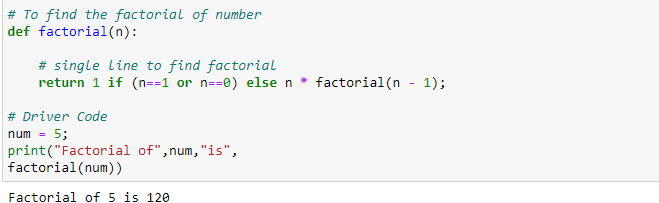 # To find the factorial of number
def factorial(n):
# single line to find factorial
return 1 if (n==1 or n==0) else n * factorial(n - 1);
# Driver Code
num = 5;
print("Factorial of",num,"is",
factorial(num))
Factorial of 5 is 120